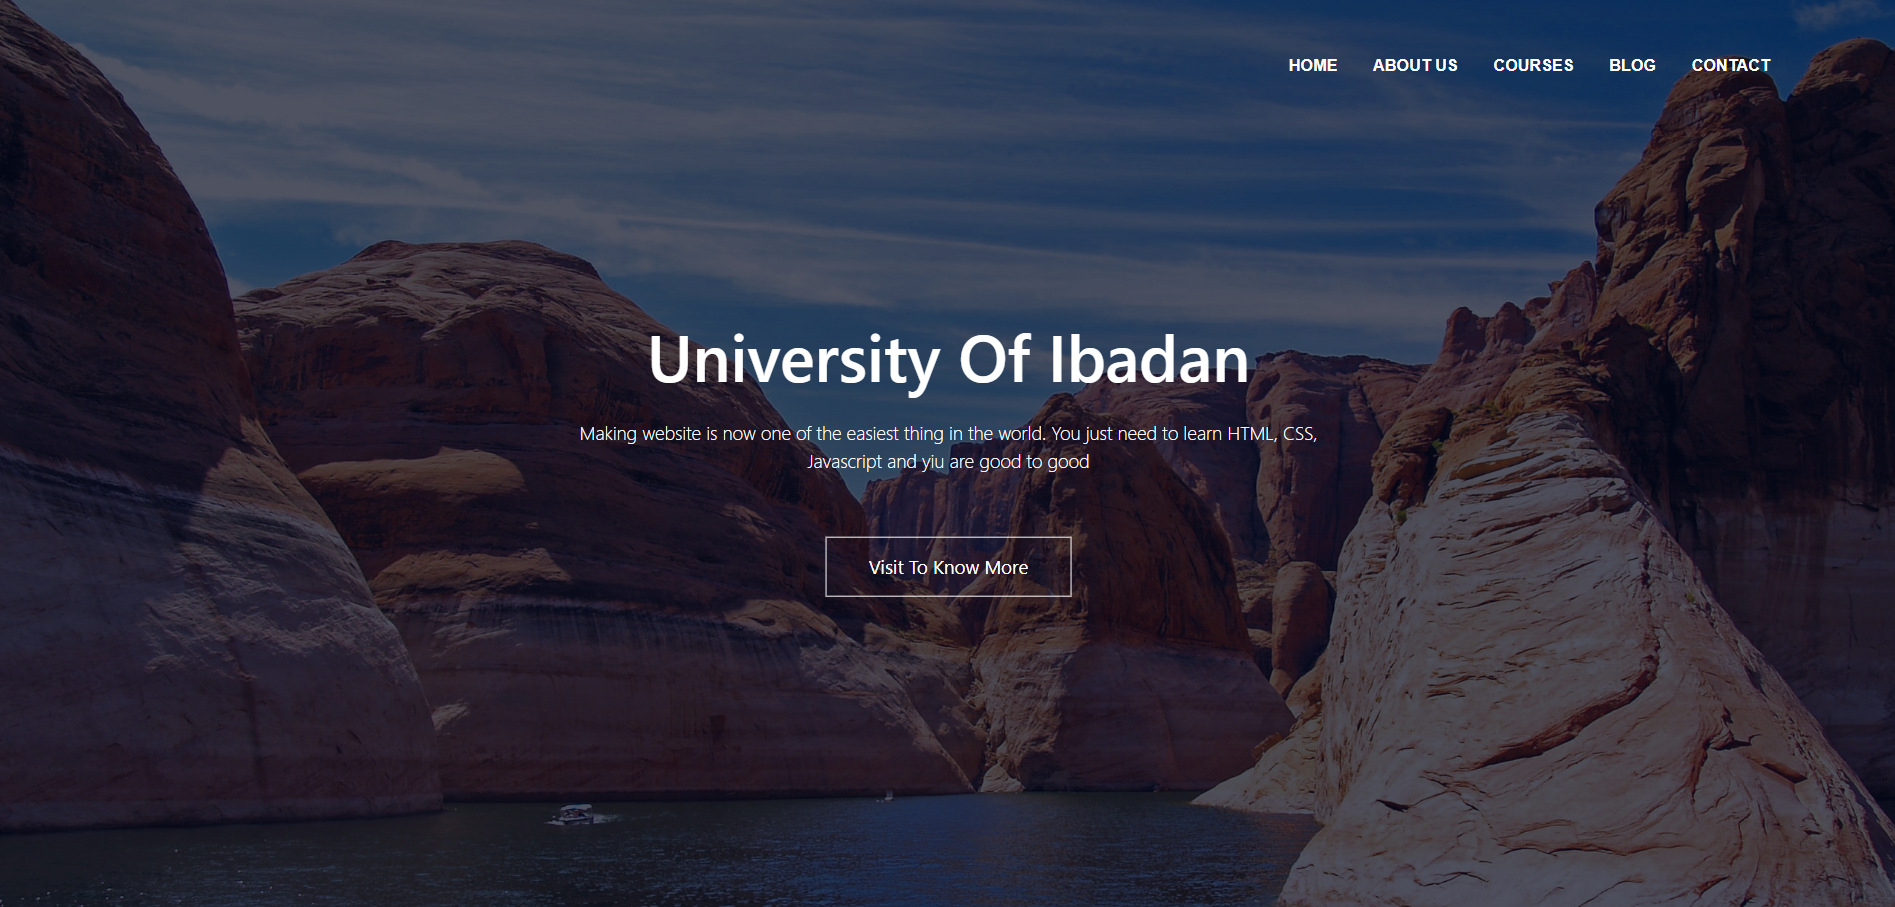 HOME ABOUT US COURSES BLOG CONTACT
University Of Ibadan
Making website is now one of the easiest thing in the world. You just need to learn HTML, CSS,
Javascript and yiu are good to good
Visit To Know More